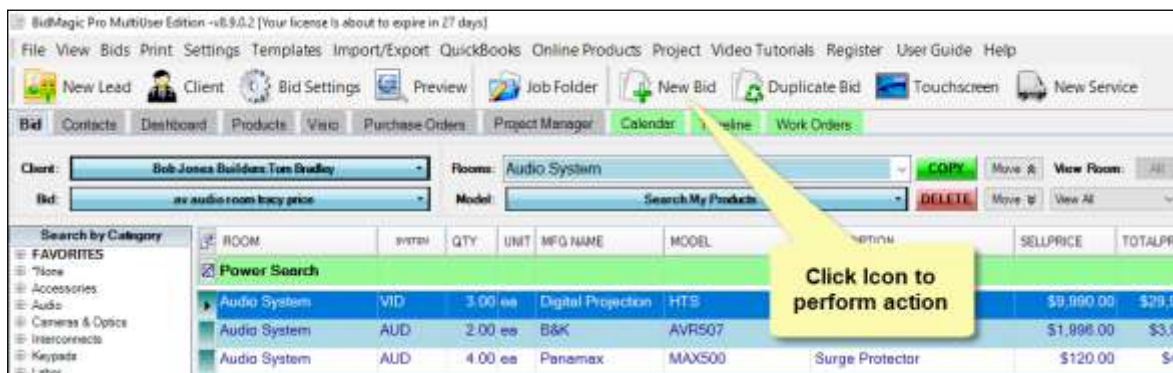 BidMagic Pro MultiUser Edition -v8.9.0.2 [Your license is about to expire in 27 days]
File View Bids Print Settings Templates Import/Export QuickBooks Online Products Project Video Tutorials Register User Guide Help
New Lead Client Bid Settings Preview Job Folder New Bid Duplicate Bid Touchscreen New Service
Bid Contacts Dashboard Products Visio Purchase Orders Project Manager Calendar Work Orders
Client: Bob Jones Builders Tom Bradley Rooms: Audio System COPY Move View Room: All
Bid: av audio room tracy price Model: Search My Products DELETE Move View All
Search by Category ROOM SYSTEM QTY UNIT MFG NAME MODEL SELLPRICE
FAVORITES
*None
Power Search
Accessories
Audio
Audio System VID 3.00 ea Digital Projection HTS $9,990.00
Cameras & Optics
Interconnects
Audio System AUD 2.00 ea B&K AVR507 $1,996.00
Keypads
Audio System AUD 4.00 ea Panamax MAX500 Surge Protector $120.00
Click Icon to
perform action